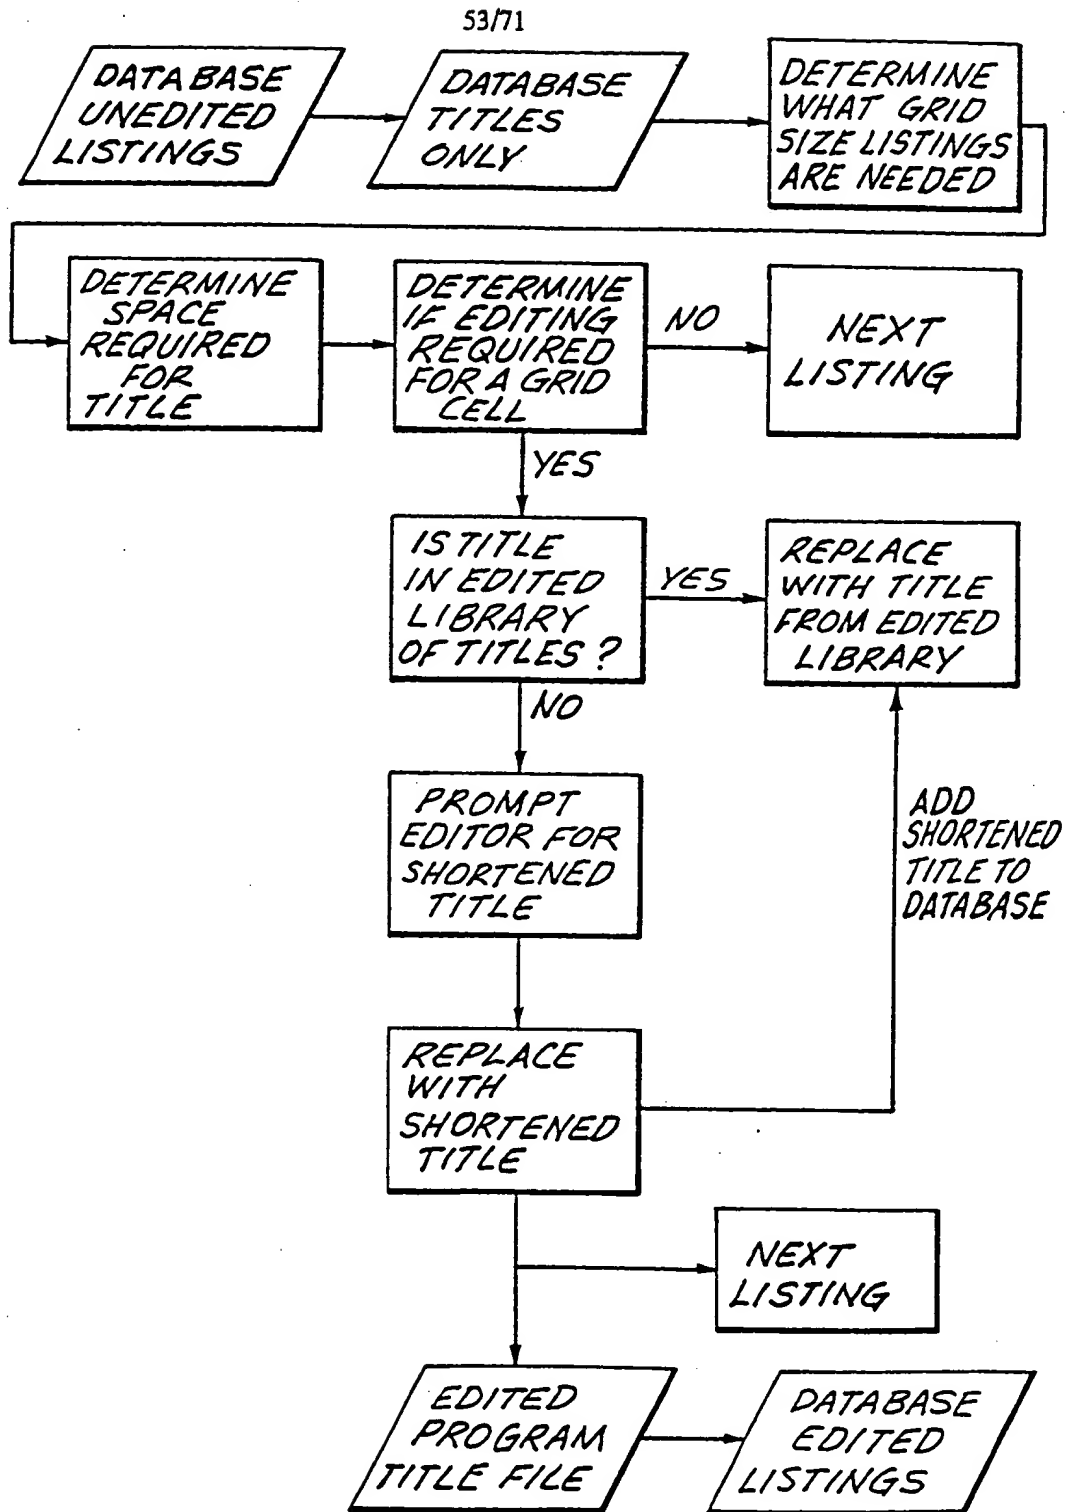 53/71
DATABASE
UNEDITED
LISTINGS
DATABASE
TITLES
ONLY
DETERMINE
WHAT GRID
SIZE LISTINGS
ARE NEEDED
DETERMINE
SPACE
REQUIRED
FOR
TITLE
DETERMINE
IF EDITING
REQUIRED
FOR A GRID
CELL
NO
NEXT
LISTING
YES
IS TITLE
IN EDITED
LIBRARY
OF TITLES?
YES
REPLACE
WITH TITLE
FROM EDITED
LIBRARY
NO
PROMPT
EDITOR FOR
SHORTENED
TITLE
ADD
SHORTENED
TITLE TO
DATABASE
REPLACE
WITH
SHORTENED
TITLE
NEXT
LISTING
EDITED
PROGRAM
TITLE FILE
DATABASE
EDITED
LISTINGS